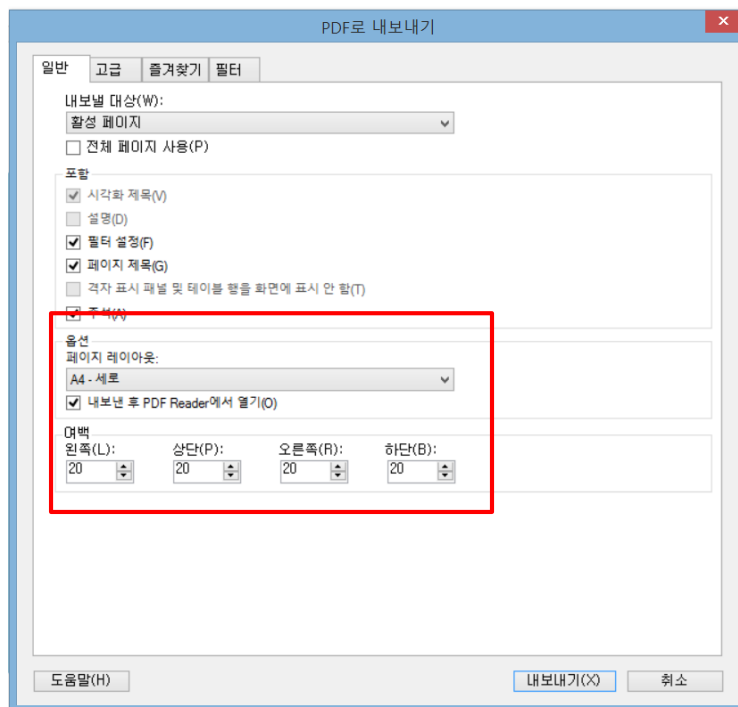 PDF로 내보내기
일반 고급 즐겨찾기 필터
내보낼 대상(W):
활성 페이지
전체 페이지 사용(P)
포함
시각화 제목(V)
설명(D)
필터 설정(F)
페이지 제목(G)
격자 표시 패널 및 테이블 행을 화면에 표시 안 함(T)
주석(A)
옵션
페이지 레이아웃:
A4 - 세로
내보낸 후 PDF Reader에서 열기(O)
여백
왼쪽(L): 상단(P): 오른쪽(R): 하단(B):
20 20 20 20
도움말(H) 내보내기(X) 취소